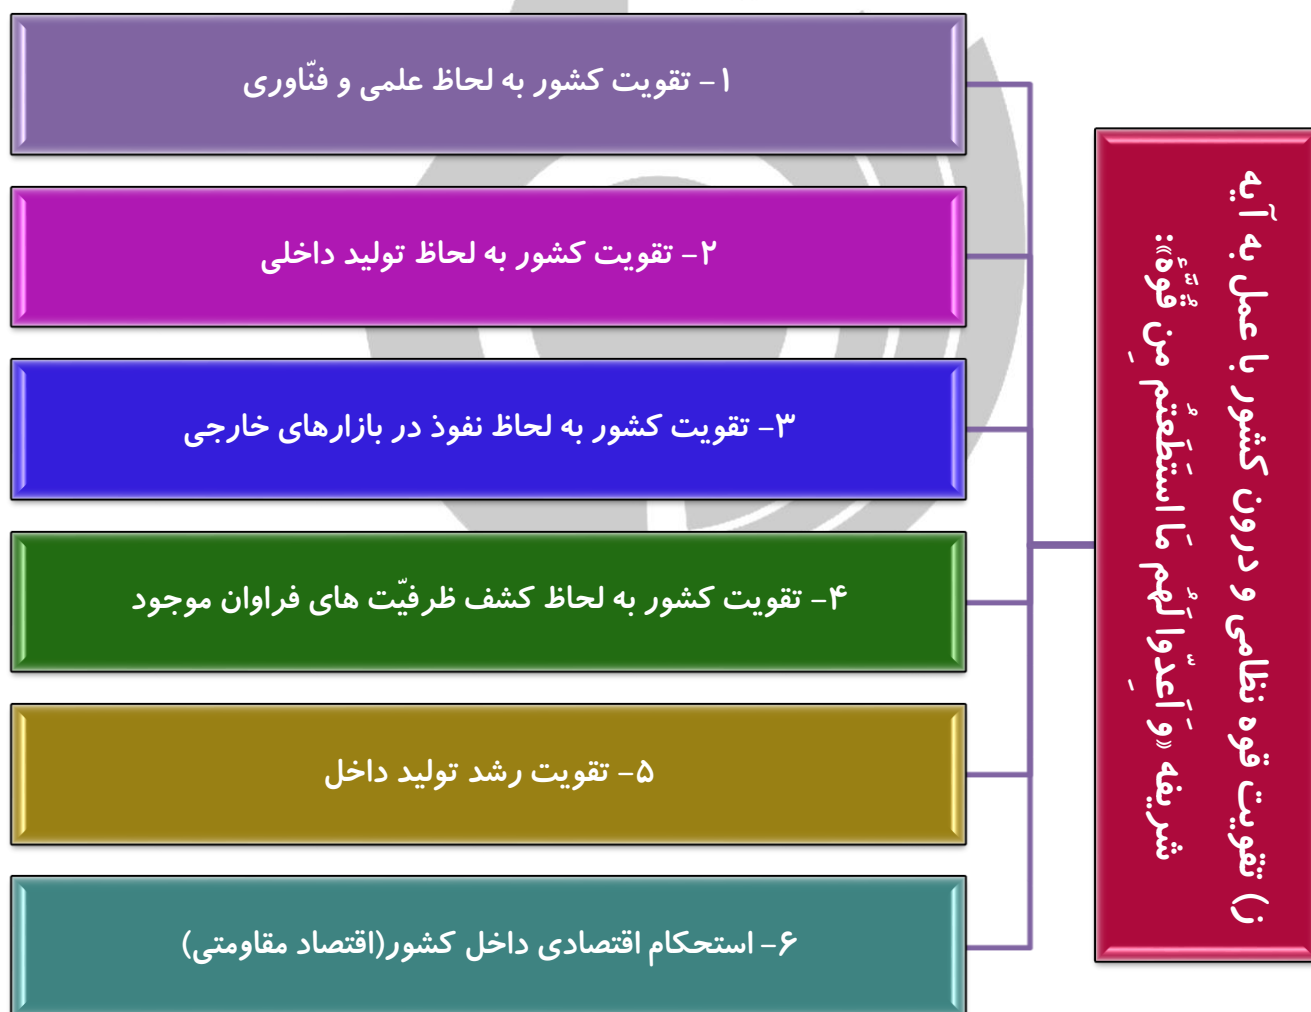 ز) تقویت قوه نظامی و درون کشور با عمل به آیه
شریفه «وَ اَعِدّوا لَهُم مَا استَطَعتُم مِن قُوَّةٍ»:
۱- تقویت کشور به لحاظ علمی و فنّاوری
۲- تقویت کشور به لحاظ تولید داخلی
۳- تقویت کشور به لحاظ نفوذ در بازارهای خارجی
۴- تقویت کشور به لحاظ کشف ظرفیّت های فراوان موجود
۵- تقویت رشد تولید داخل
۶- استحکام اقتصادی داخل کشور(اقتصاد مقاومتی)